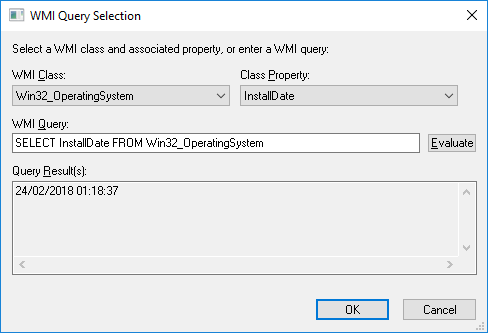 WMI Query Selection
Select a WMI class and associated property, or enter a WMI query:
WMI Class:
Class Property:
Win32_OperatingSystem
InstallDate
WMI Query:
SELECT InstallDate FROM Win32_OperatingSystem
Evaluate
Query Result(s):
24/02/2018 01:18:37
OK
Cancel